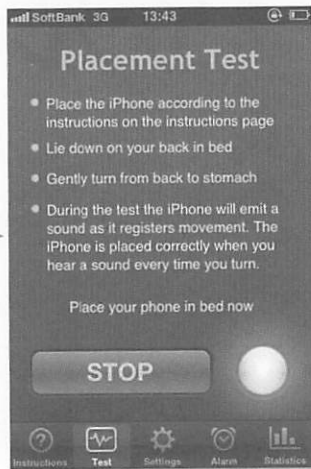 SoftBank 3G 13:43
Placement Test
Place the iPhone according to the
instructions on the instructions page
Lie down on your back in bed
Gently turn from back to stomach
During the test the iPhone will emit a
sound as it registers movement. The
iPhone is placed correctly when you
hear a sound every time you turn.
Place your phone in bed now
STOP
Instructions Test Settings Alarm Statistics